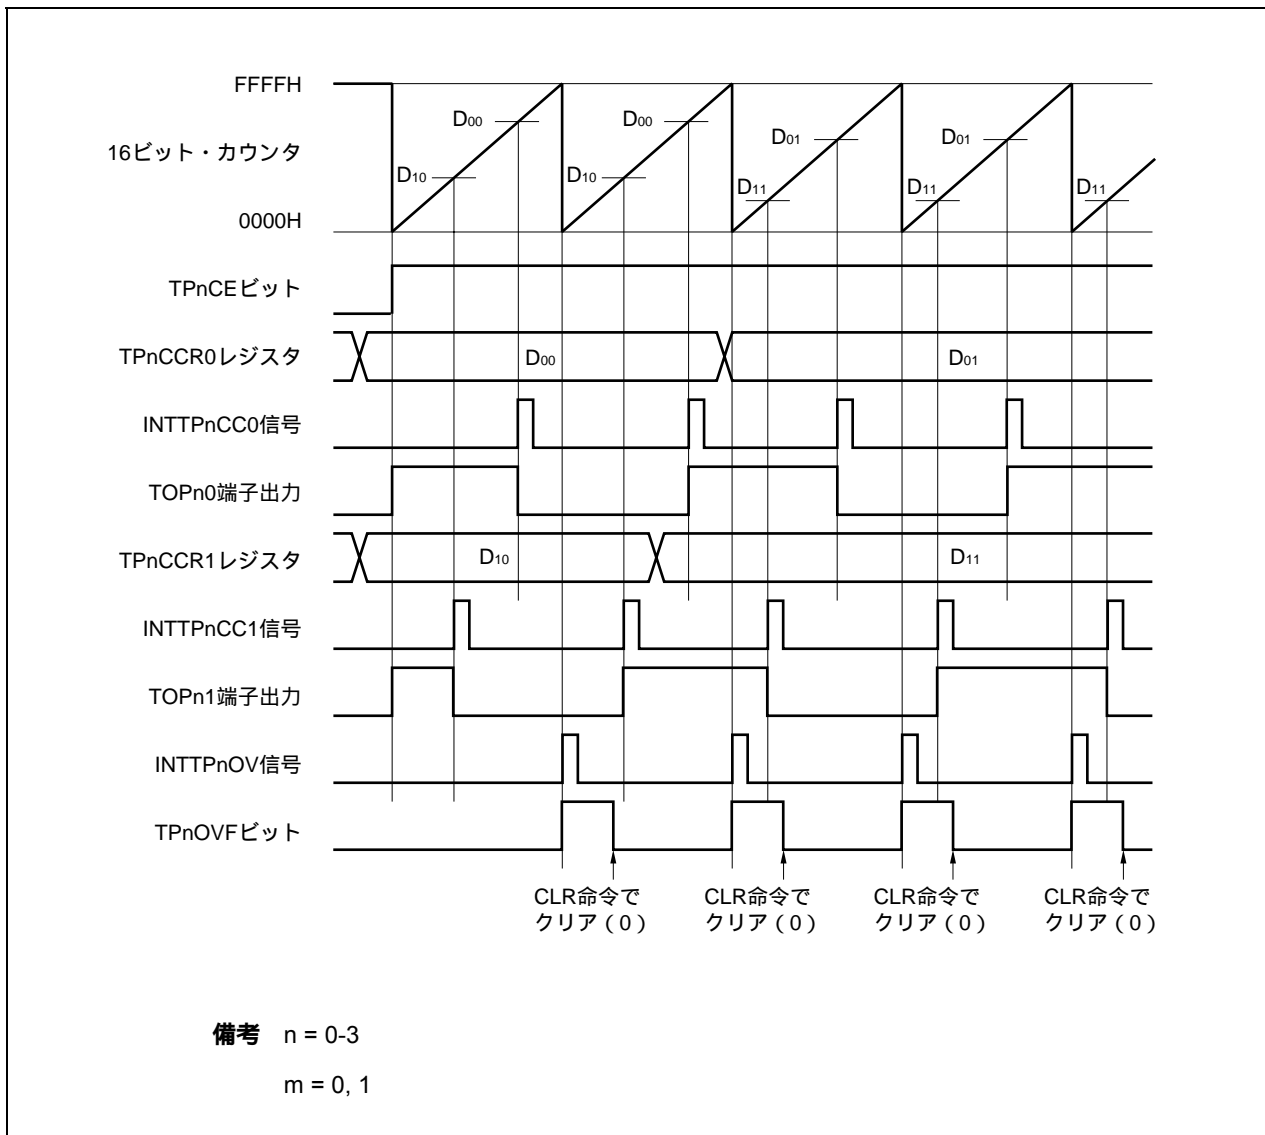 FFFFH
D00 D00
D01 D01
16ビット・カウンタ
D10 D10
D11 D11 D11
0000H
TPnCEビット
TPnCCR0レジスタ D00 D01
INTTPnCC0信号
TOPn0端子出力
TPnCCR1レジスタ D10 D11
INTTPnCC1信号
TOPn1端子出力
INTTPnOV信号
TPnOVFビット
CLR命令で CLR命令で CLR命令で CLR命令で
クリア（0） クリア（0） クリア（0） クリア（0）
備考 n = 0-3
m = 0, 1